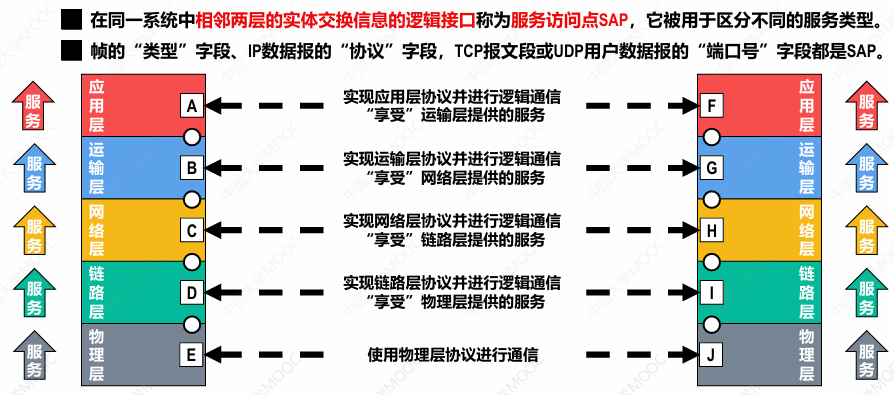 在同一系统中相邻两层的实体交换信息的逻辑接口称为服务访问点SAP，它被用于区分不同的服务类型。
帧的“类型”字段、IP数据报的“协议”字段，TCP报文段或UDP用户数据报的“端口号”字段都是SAP。
服务
应用层
A
实现应用层协议并进行逻辑通信
“享受”运输层提供的服务
F
应用层
服务
服务
运输层
B
实现运输层协议并进行逻辑通信
“享受”网络层提供的服务
G
运输层
服务
服务
网络层
C
实现网络层协议并进行逻辑通信
“享受”链路层提供的服务
H
网络层
服务
服务
链路层
D
实现链路层协议并进行逻辑通信
“享受”物理层提供的服务
I
链路层
服务
服务
物理层
E
使用物理层协议进行通信
J
物理层
服务